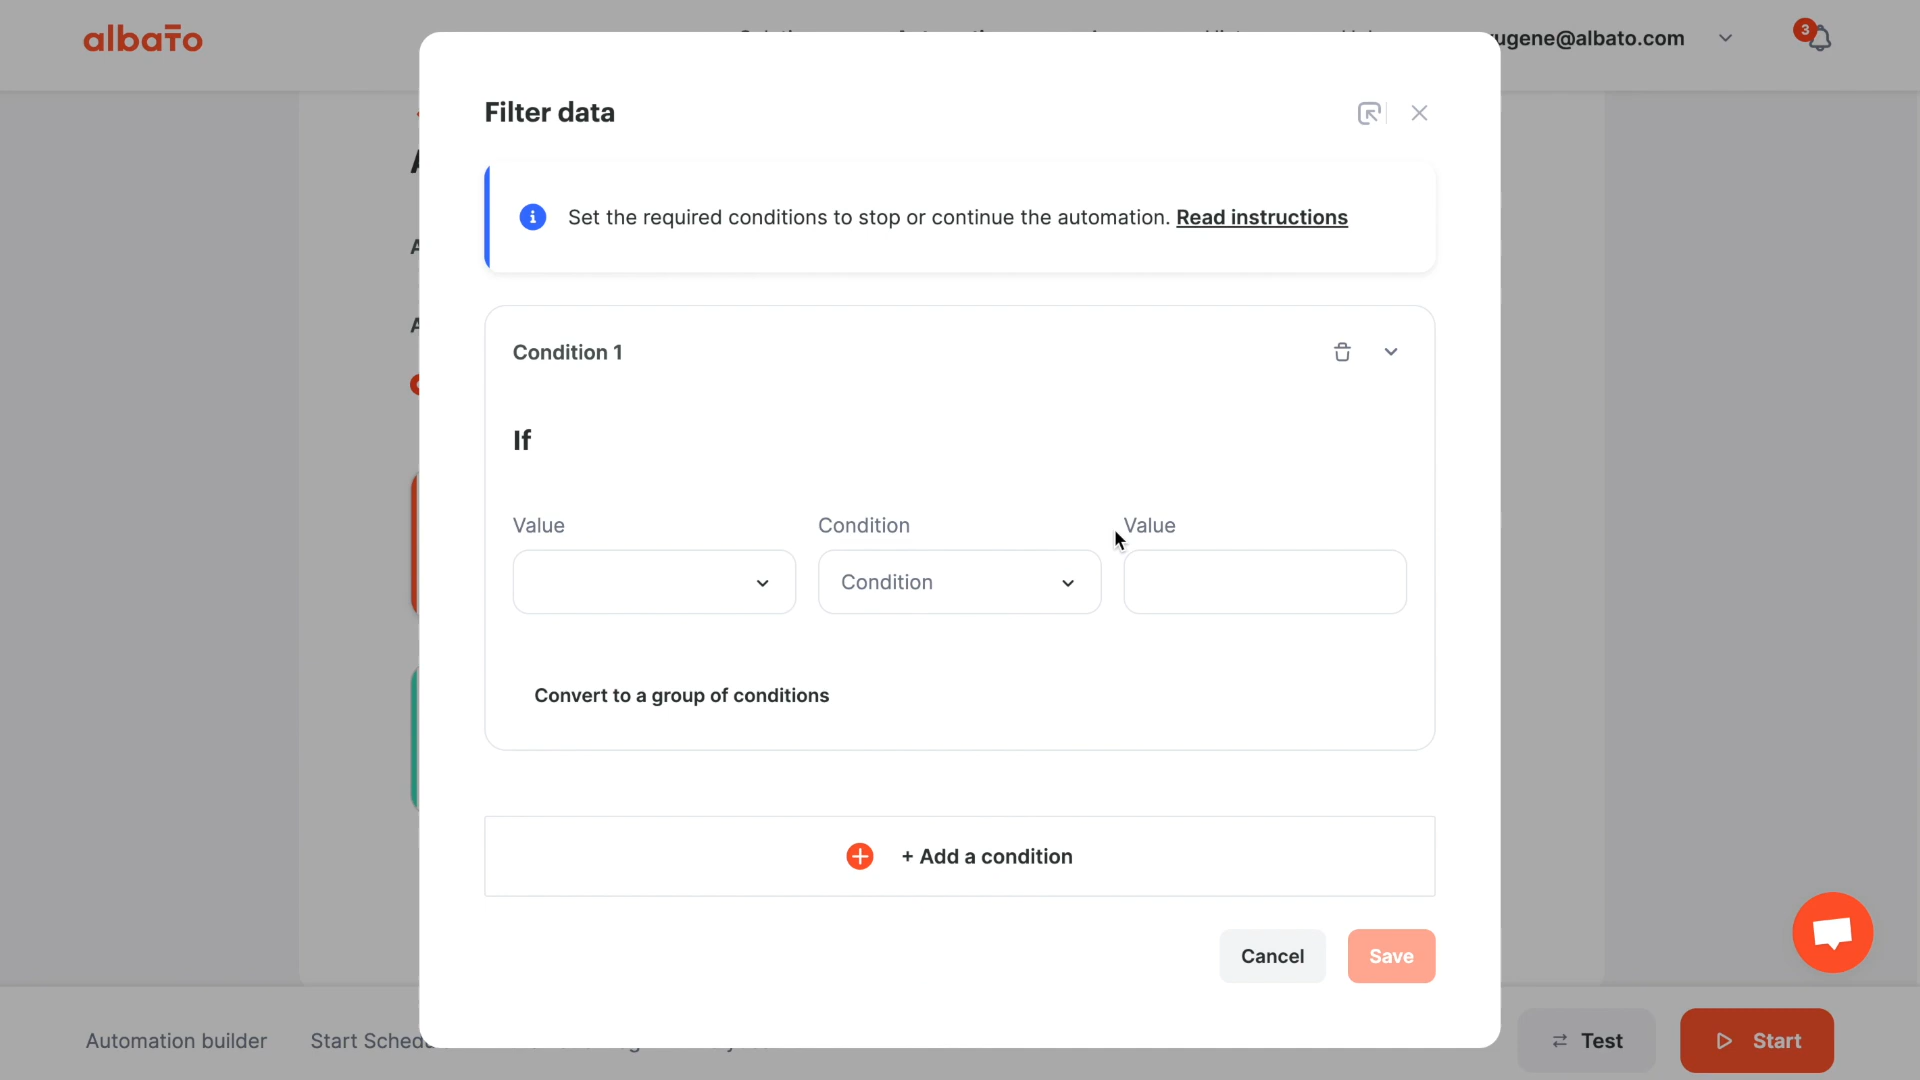 albato
ugene@albato.com
3
Filter data
Set the required conditions to stop or continue the automation. Read instructions
Condition 1
If
Value
Condition
Value
Condition
Convert to a group of conditions
+ Add a condition
Cancel
Save
Automation builder
Start
Test
Start